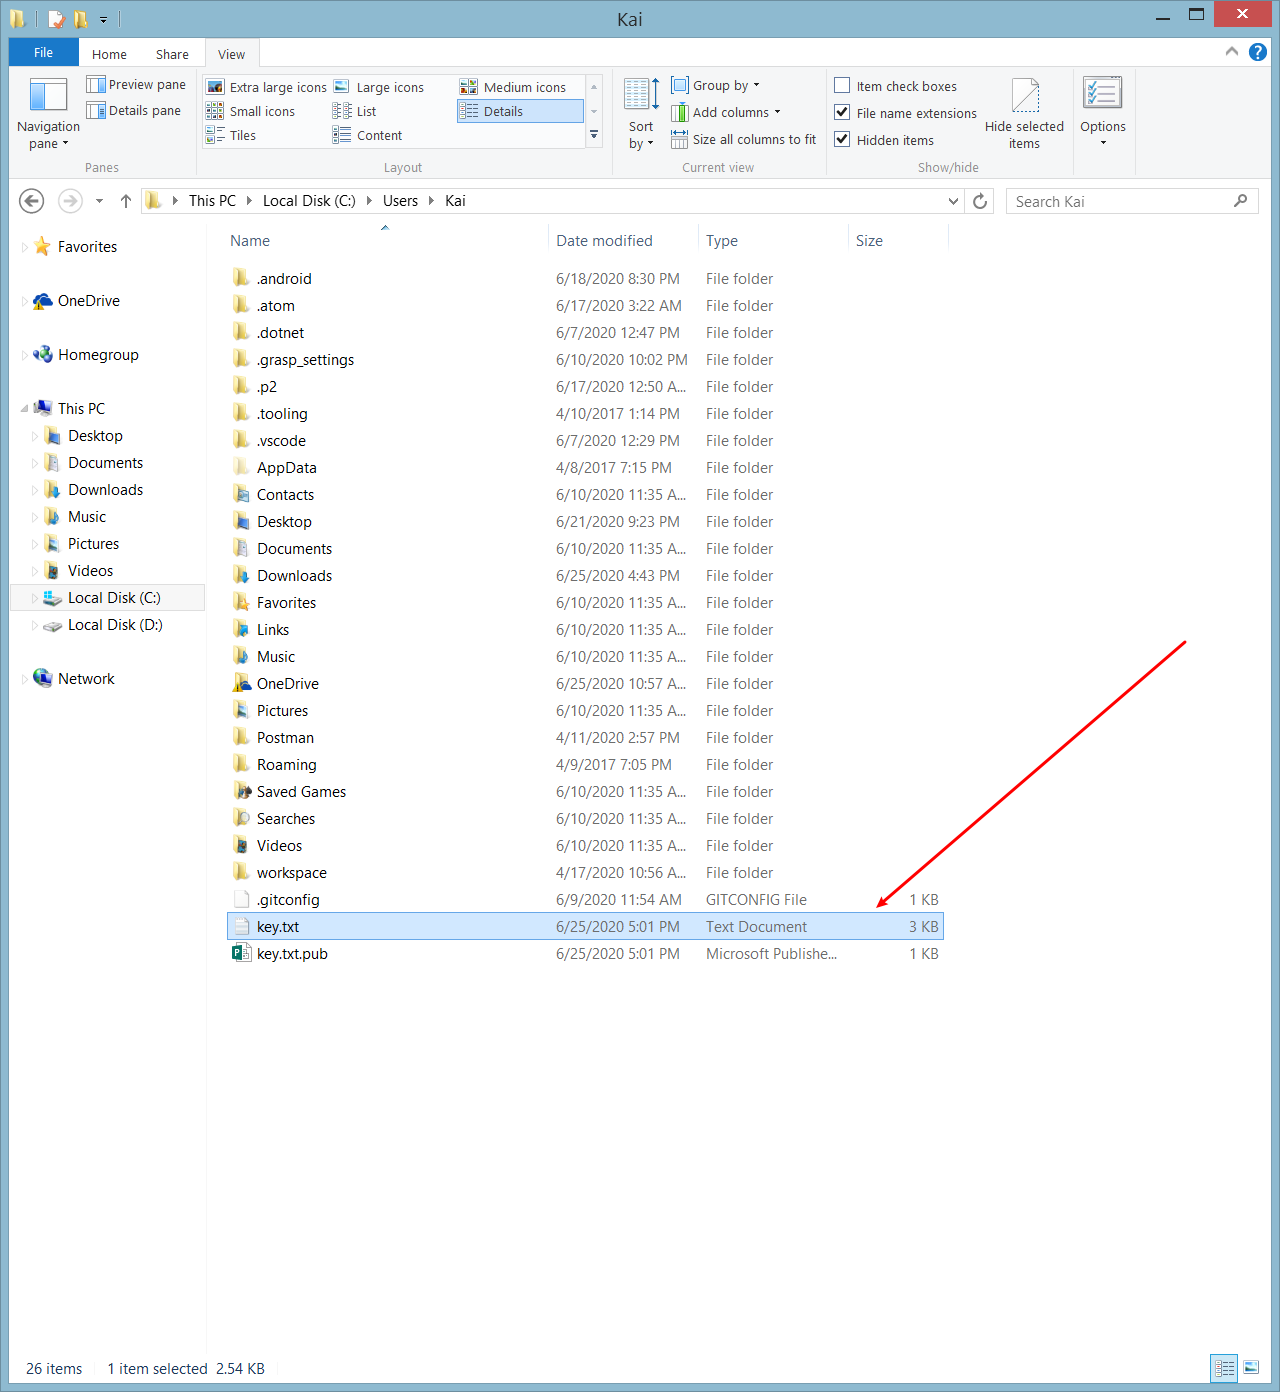 Kai
File Home Share View
Navigation pane
Preview pane
Details pane
Panes
Extra large icons Large icons Medium icons
Small icons List Details
Tiles Content
Layout
Sort by
Group by
Add columns
Size all columns to fit
Current view
Item check boxes
File name extensions
Hidden items
Hide selected items
Show/hide
Options
This PC Local Disk (C:) Users Kai
Search Kai
Favorites
OneDrive
Homegroup
This PC
Desktop
Documents
Downloads
Music
Pictures
Videos
Local Disk (C:)
Local Disk (D:)
Network
Name Date modified Type Size
.android 6/18/2020 8:30 PM File folder
.atom 6/17/2020 3:22 AM File folder
.dotnet 6/7/2020 12:47 PM File folder
.grasp_settings 6/10/2020 10:02 PM File folder
.p2 6/17/2020 12:50 A... File folder
.tooling 4/10/2017 1:14 PM File folder
.vscode 6/7/2020 12:29 PM File folder
AppData 4/8/2017 7:15 PM File folder
Contacts 6/10/2020 11:35 A... File folder
Desktop 6/21/2020 9:23 PM File folder
Documents 6/10/2020 11:35 A... File folder
Downloads 6/25/2020 4:43 PM File folder
Favorites 6/10/2020 11:35 A... File folder
Links 6/10/2020 11:35 A... File folder
Music 6/10/2020 11:35 A... File folder
OneDrive 6/25/2020 10:57 A... File folder
Pictures 6/10/2020 11:35 A... File folder
Postman 4/11/2020 2:57 PM File folder
Roaming 4/9/2017 7:05 PM File folder
Saved Games 6/10/2020 11:35 A... File folder
Searches 6/10/2020 11:35 A... File folder
Videos 6/10/2020 11:35 A... File folder
workspace 4/17/2020 10:56 A... File folder
.gitconfig 6/9/2020 11:54 AM GITCONFIG File 1 KB
key.txt 6/25/2020 5:01 PM Text Document 3 KB
key.txt.pub 6/25/2020 5:01 PM Microsoft Publishe... 1 KB
26 items 1 item selected 2.54 KB